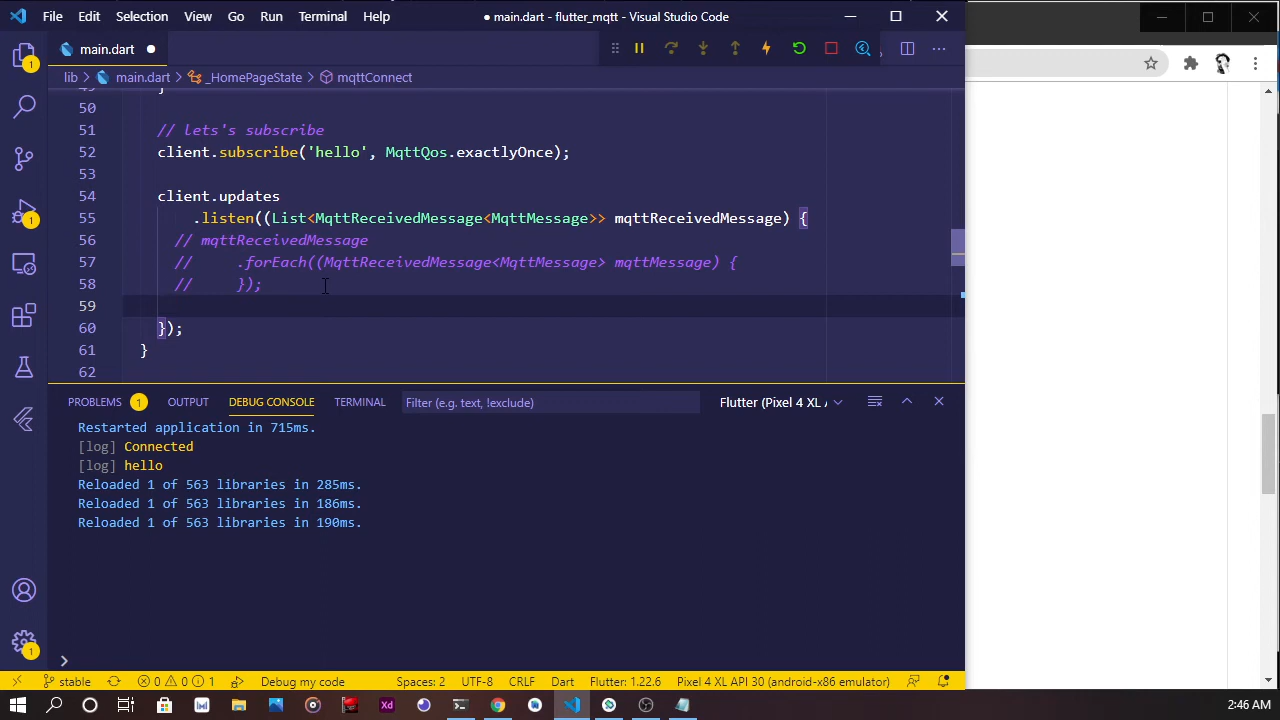 File Edit Selection View Go Run Terminal Help
● main.dart - flutter_mqtt - Visual Studio Code
main.dart
lib > main.dart > _HomePageState > mqttConnect
50
51 // lets's subscribe
52 client.subscribe('hello', MqttQos.exactlyOnce);
53
54 client.updates
55 .listen((List<MqttReceivedMessage<MqttMessage>> mqttReceivedMessage) {
56 // mqttReceivedMessage
57 // .forEach((MqttReceivedMessage<MqttMessage> mqttMessage) {
58 // });
59
60 });
61 }
62
PROBLEMS 1 OUTPUT DEBUG CONSOLE TERMINAL Filter (e.g. text, !exclude) Flutter (Pixel 4 XL A
Restarted application in 715ms.
[log] Connected
[log] hello
Reloaded 1 of 563 libraries in 285ms.
Reloaded 1 of 563 libraries in 186ms.
Reloaded 1 of 563 libraries in 190ms.
stable 0 0 1 Debug my code Spaces: 2 UTF-8 CRLF Dart Flutter: 1.22.6 Pixel 4 XL API 30 (android-x86 emulator)
2:46 AM